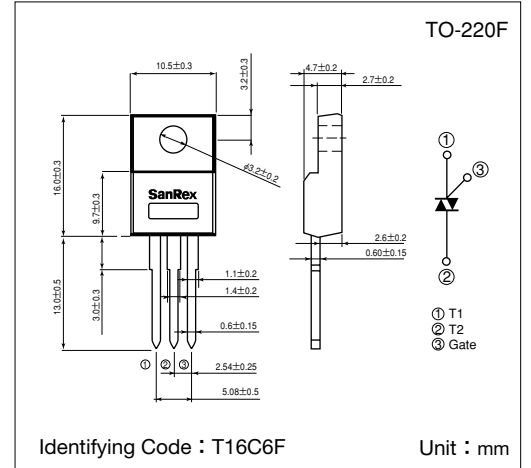 TO-220F
10.5±0.3
3.2±0.3
4.7±0.2
2.7±0.2
16.0±0.3
9.7±0.3
φ3.2±0.2
SanRex
13.0±0.5
3.0±0.3
1.1±0.2
1.4±0.2
0.6±0.15
2.54±0.25
5.08±0.5
2.6±0.2
0.60±0.15
① ② ③
①
③
②
① T1
② T2
③ Gate
Identifying Code：T16C6F
Unit：mm